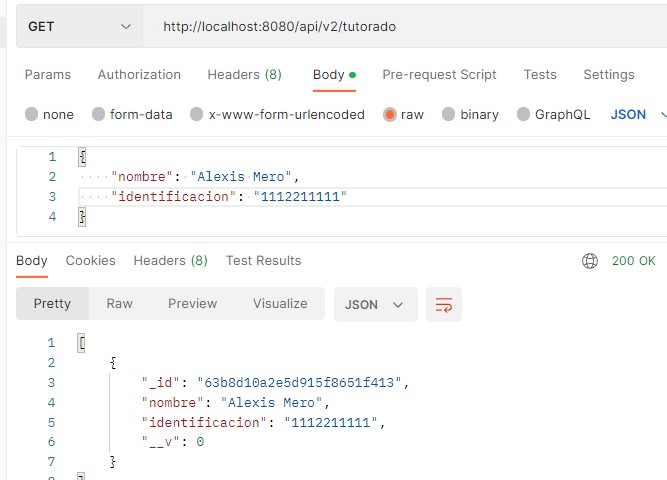 GET http://localhost:8080/api/v2/tutorado
Params Authorization Headers (8) Body Pre-request Script Tests Settings
none form-data x-www-form-urlencoded raw binary GraphQL JSON
1 {
2 "nombre": "Alexis Mero",
3 "identificacion": "1112211111"
4 }
Body Cookies Headers (8) Test Results 200 OK
Pretty Raw Preview Visualize JSON
1 [
2 {
3 "_id": "63b8d10a2e5d915f8651f413",
4 "nombre": "Alexis Mero",
5 "identificacion": "1112211111",
6 "__v": 0
7 }